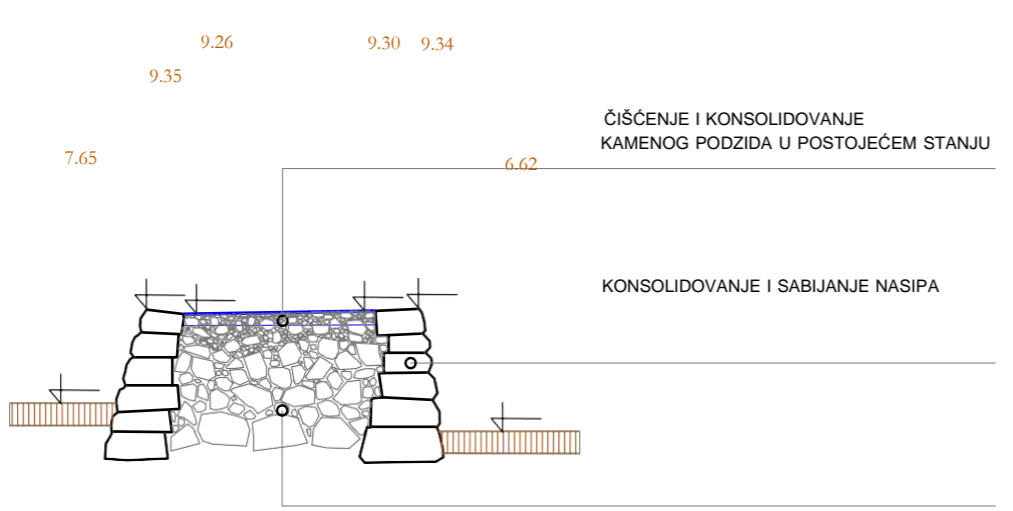 9.26
9.30 9.34
9.35
ČIŠĆENJE I KONSOLIDOVANJE
KAMENOG PODZIDA U POSTOJEĆEM STANJU
7.65
6.62
KONSOLIDOVANJE I SABIJANJE NASIPA